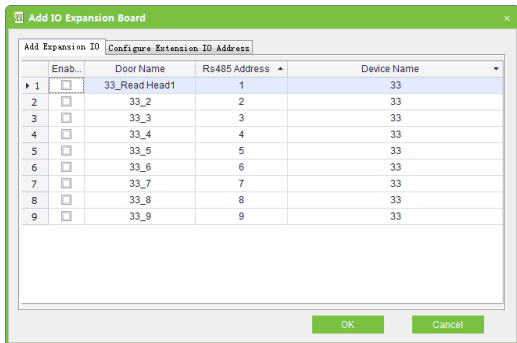 Add IO Expansion Board ×
Add Expansion IO Configure Extension IO Address
Enab... Door Name Rs485 Address Device Name
1 33_Read Head1 1 33
2 33_2 2 33
3 33_3 3 33
4 33_4 4 33
5 33_5 5 33
6 33_6 6 33
7 33_7 7 33
8 33_8 8 33
9 33_9 9 33
OK Cancel